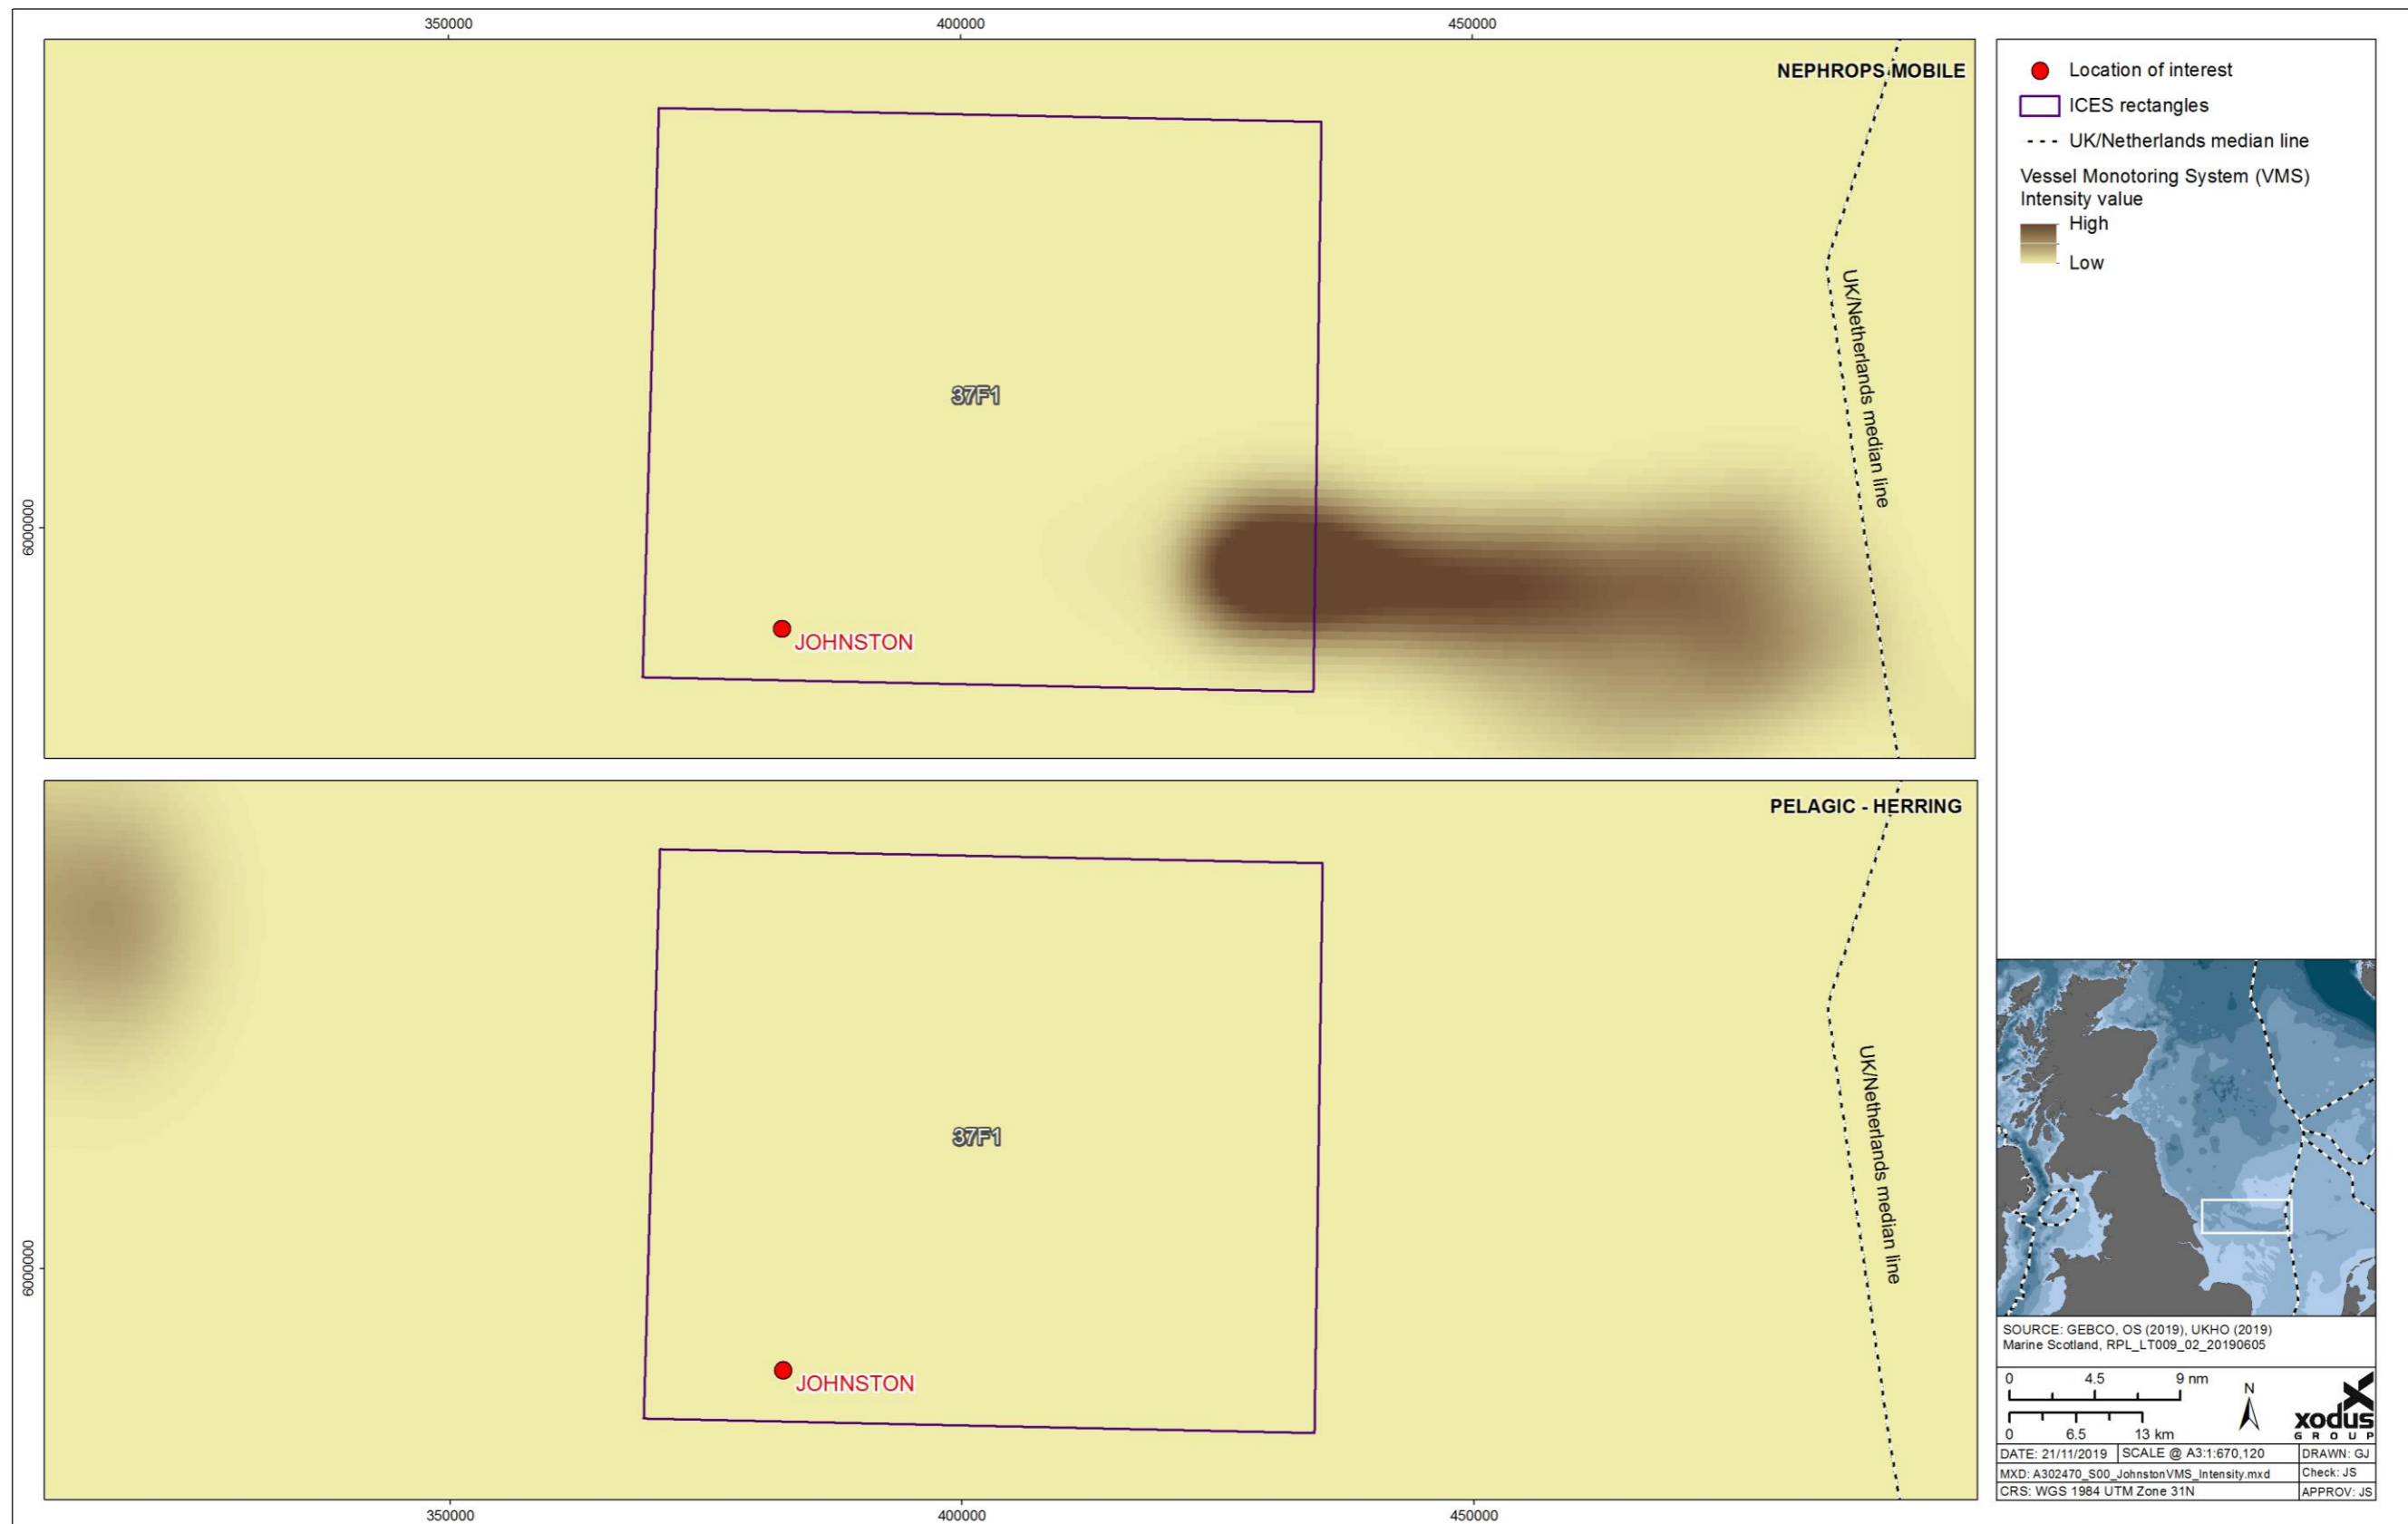 350000
400000
450000
NEPHROPS MOBILE
37F1
UK/Netherlands median line
6000000
JOHNSTON
PELAGIC - HERRING
37F1
UK/Netherlands median line
6000000
JOHNSTON
350000
400000
450000
Location of interest
ICES rectangles
UK/Netherlands median line
Vessel Monotoring System (VMS)
Intensity value
High
Low
SOURCE: GEBCO, OS (2019), UKHO (2019)
Marine Scotland, RPL_LT009_02_20190605
0 4.5 9 nm
0 6.5 13 km
N
xodus
GROUP
DATE: 21/11/2019 SCALE @ A3:1:670,120 DRAWN: GJ
MXD: A302470_S00_JohnstonVMS_Intensity.mxd Check: JS
CRS: WGS 1984 UTM Zone 31N APPROV: JS